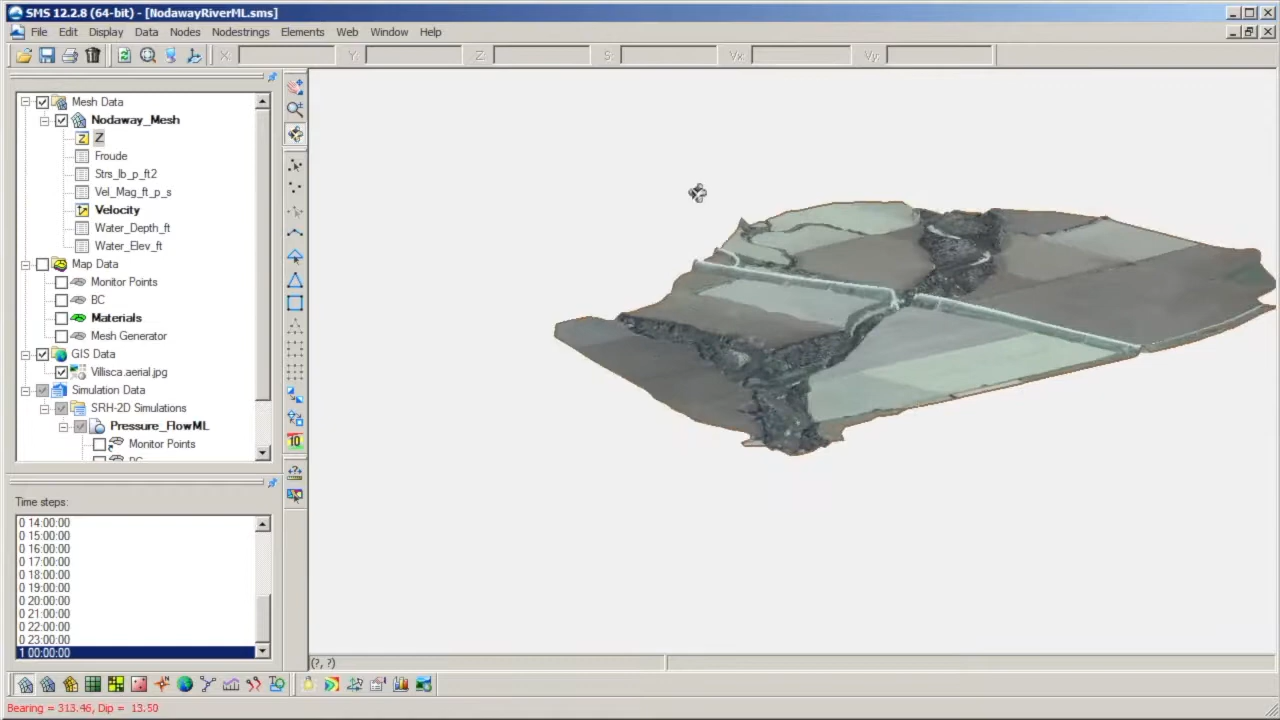 SMS 12.2.8 (64-bit) - [NodawayRiverML.sms]
File Edit Display Data Nodes Nodestrings Elements Web Window Help
X: Y: Z: S: Vx: Vy:
Mesh Data
Nodaway_Mesh
Z
Froude
Strs_lb_p_ft2
Vel_Mag_ft_p_s
Velocity
Water_Depth_ft
Water_Elev_ft
Map Data
Monitor Points
BC
Materials
Mesh Generator
GIS Data
Villisca.aerial.jpg
Simulation Data
SRH-2D Simulations
Pressure_FlowML
Monitor Points
BC
Time steps:
0 14:00:00
0 15:00:00
0 16:00:00
0 17:00:00
0 18:00:00
0 19:00:00
0 20:00:00
0 21:00:00
0 22:00:00
0 23:00:00
1 00:00:00
(?, ?)
Bearing = 313.46, Dip = 13.50